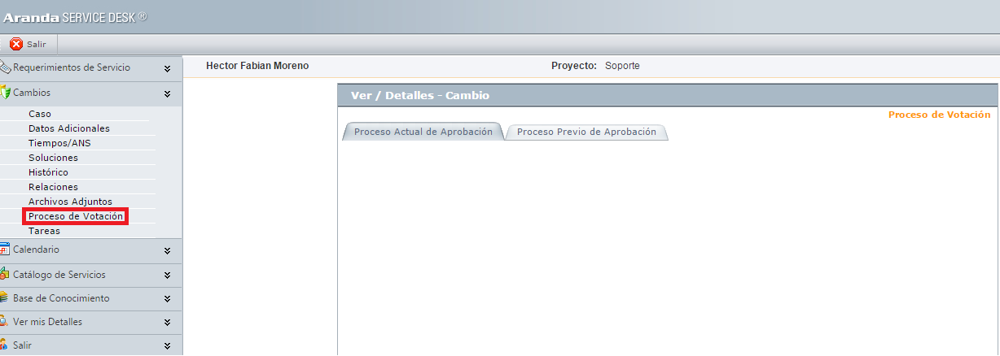 Aranda SERVICE DESK ®
Salir
Requerimientos de Servicio
Hector Fabian Moreno Proyecto: Soporte
Cambios
Ver / Detalles - Cambio
Proceso de Votación
Proceso Actual de Aprobación Proceso Previo de Aprobación
Caso
Datos Adicionales
Tiempos/ANS
Soluciones
Histórico
Relaciones
Archivos Adjuntos
Proceso de Votación
Tareas
Calendario
Catálogo de Servicios
Base de Conocimiento
Ver mis Detalles
Salir